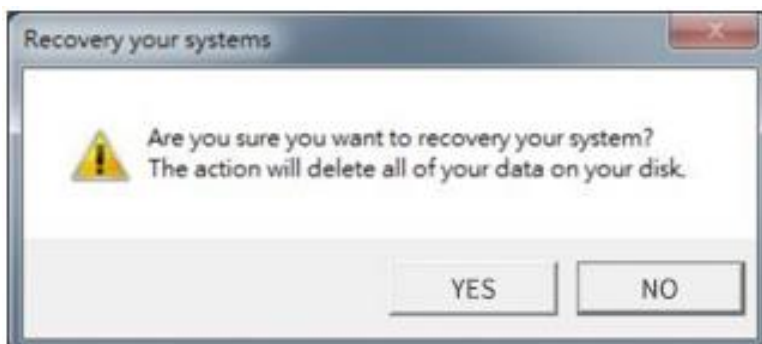 Recovery your systems
Are you sure you want to recovery your system?
The action will delete all of your data on your disk.
YES
NO